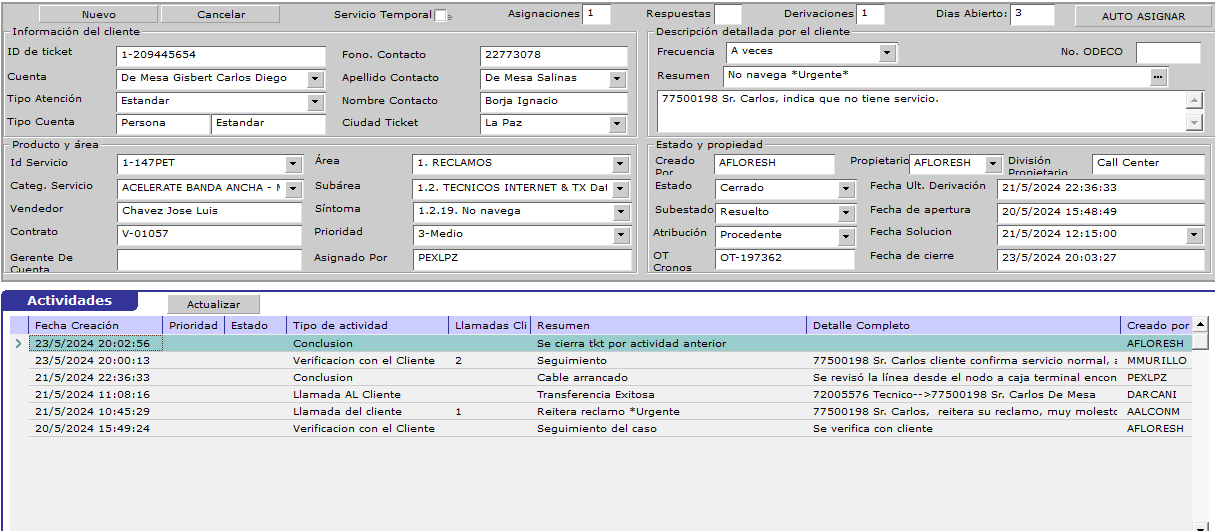 Nuevo Cancelar Servicio Temporal Asignaciones 1 Respuestas Derivaciones 1 Dias Abierto: 3 AUTO ASIGNAR
Información del cliente
ID de ticket 1-209445654 Fono. Contacto 22773078
Cuenta De Mesa Gisbert Carlos Diego Apellido Contacto De Mesa Salinas
Tipo Atención Estandar Nombre Contacto Borja Ignacio
Tipo Cuenta Persona Estandar Ciudad Ticket La Paz
Descripción detallada por el cliente
Frecuencia A veces No. ODECO
Resumen No navega *Urgente* ...
77500198 Sr. Carlos, indica que no tiene servicio.
Producto y área
Id Servicio 1-147PET Área 1. RECLAMOS
Categ. Servicio ACELERATE BANDA ANCHA - Subárea 1.2. TECNICOS INTERNET & TX
Vendedor Chavez Jose Luis Síntoma 1.2.19. No navega
Contrato V-01057 Prioridad 3-Medio
Gerente De Cuenta Asignado Por PEXLPZ
Estado y propiedad
Creado Por AFLORESH Propietario AFLORESH División Propietario Call Center
Estado Cerrado Fecha Ult. Derivación 21/5/2024 22:36:33
Subestado Resuelto Fecha de apertura 20/5/2024 15:48:49
Atribución Procedente Fecha Solucion 21/5/2024 12:15:00
OT Cronos OT-197362 Fecha de cierre 23/5/2024 20:03:27
Actividades Actualizar
Fecha Creación Prioridad Estado Tipo de actividad Llamadas Cli Resumen Detalle Completo Creado por
23/5/2024 20:02:56 Conclusion Se cierra tkt por actividad anterior AFLORESH
23/5/2024 20:00:13 Verificacion con el Cliente 2 Seguimiento 77500198 Sr. Carlos cliente confirma servicio normal, MMURILLO
21/5/2024 22:36:33 Conclusion Cable arrancado Se revisó la línea desde el nodo a caja terminal encon PEXLPZ
21/5/2024 11:08:16 Llamada AL Cliente Transferencia Exitosa 72005576 Tecnico-->77500198 Sr. Carlos De Mesa DARCANI
21/5/2024 10:45:29 Llamada del cliente 1 Reitera reclamo *Urgente 77500198 Sr. Carlos, reitera su reclamo, muy molesto AALCONM
20/5/2024 15:49:24 Verificacion con el Cliente Seguimiento del caso Se verifica con cliente AFLORESH